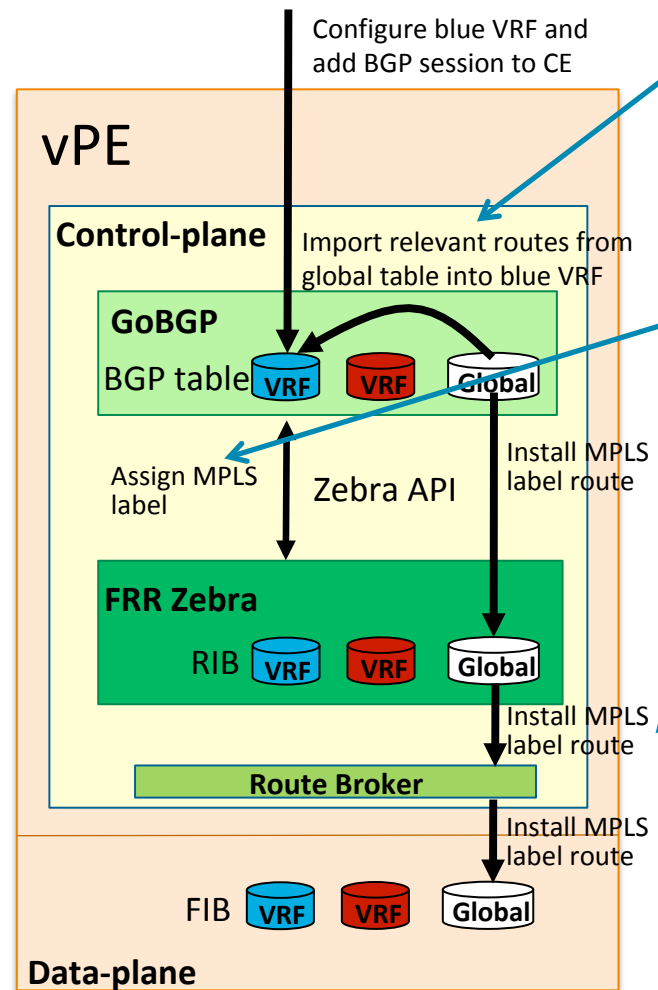 Configure blue VRF and
add BGP session to CE
vPE
Control-plane
Import relevant routes from
global table into blue VRF
GoBGP
BGP table
VRF
VRF
Global
Assign MPLS
label
Zebra API
Install MPLS
label route
FRR Zebra
RIB
VRF
VRF
Global
Install MPLS
label route
Route Broker
Install MPLS
label route
FIB
VRF
VRF
Global
Data-plane